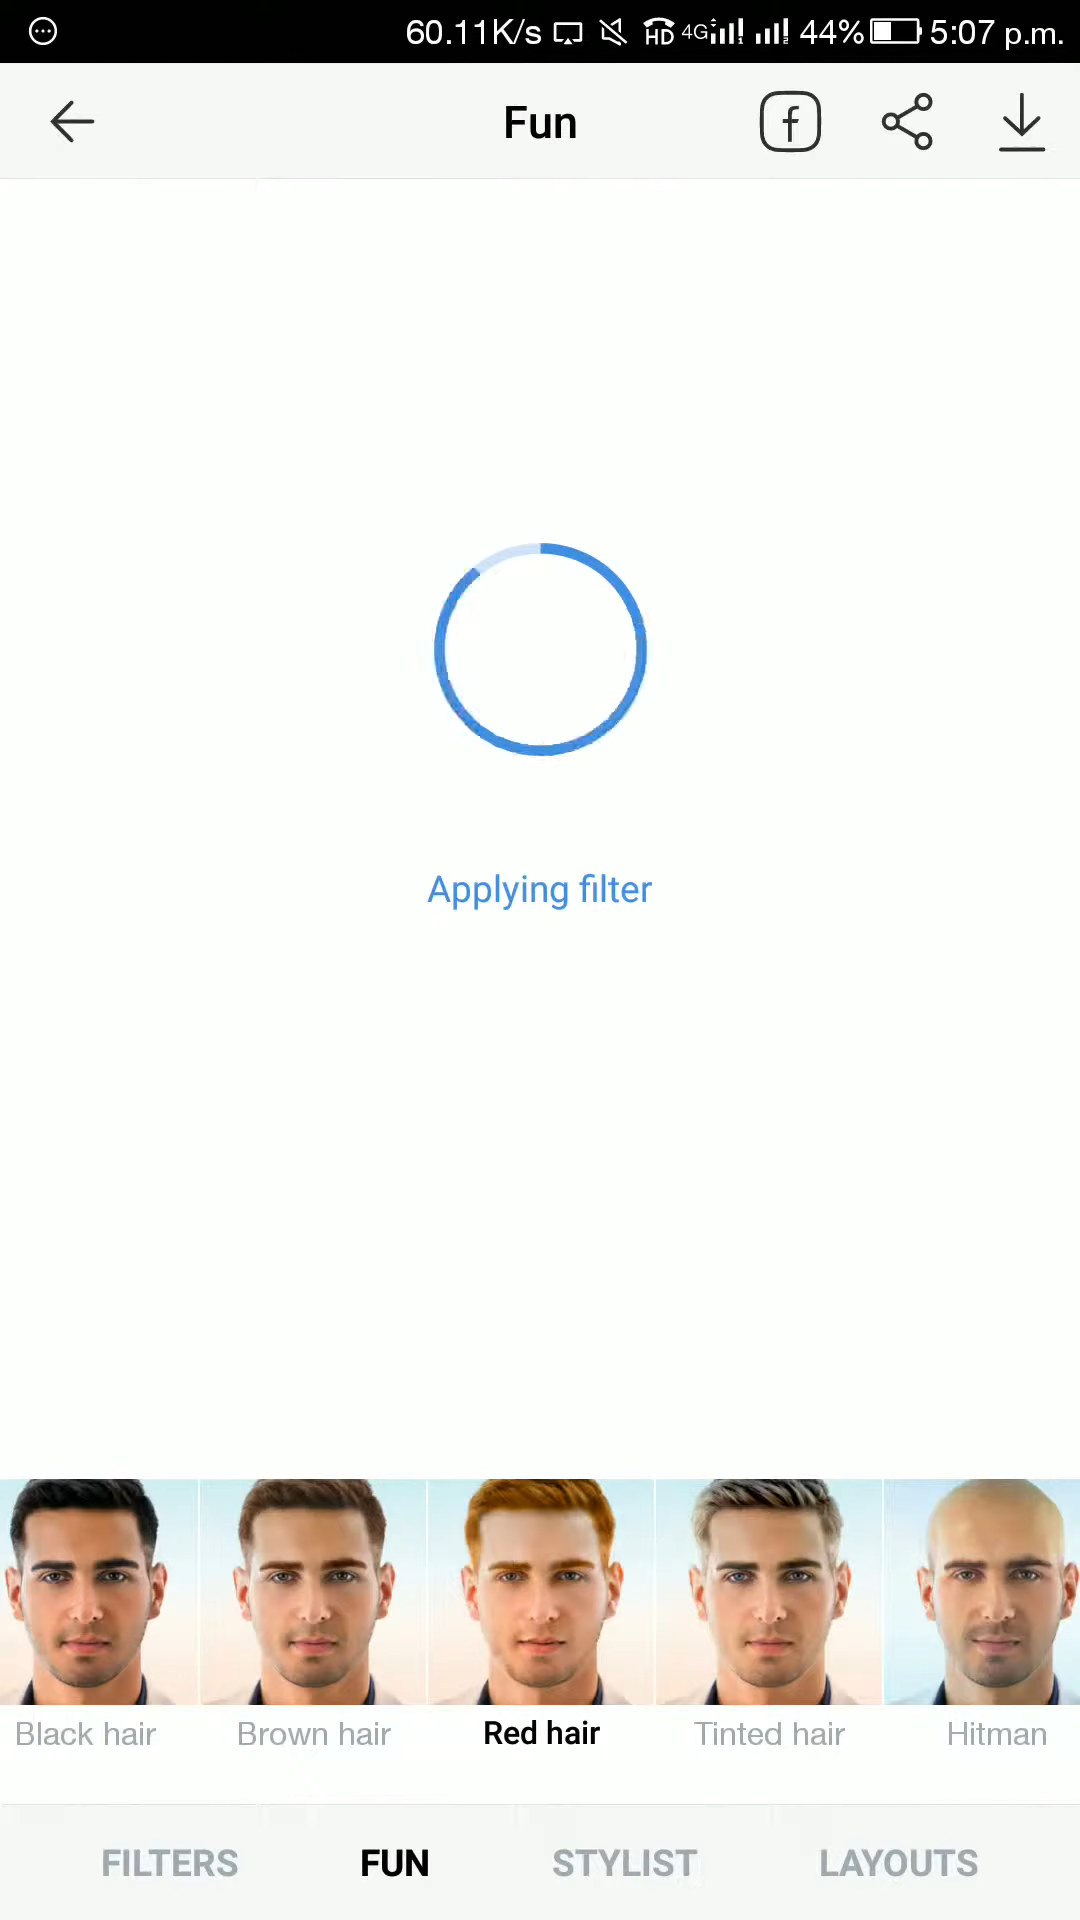 60.11K/s HD 4G 44% 5:07 p.m.
Fun
Applying filter
Black hair Brown hair Red hair Tinted hair Hitman
FILTERS FUN STYLIST LAYOUTS